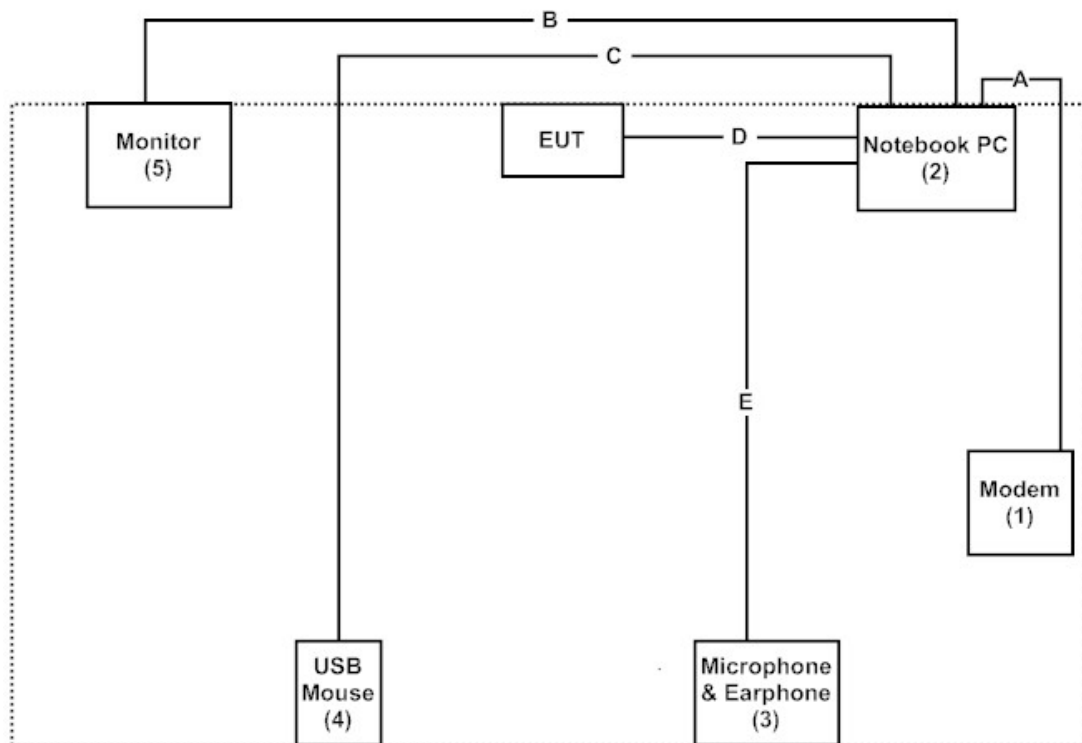 B
C
A
Monitor
(5)
EUT
D
Notebook PC
(2)
E
Modem
(1)
USB
Mouse
(4)
Microphone
& Earphone
(3)